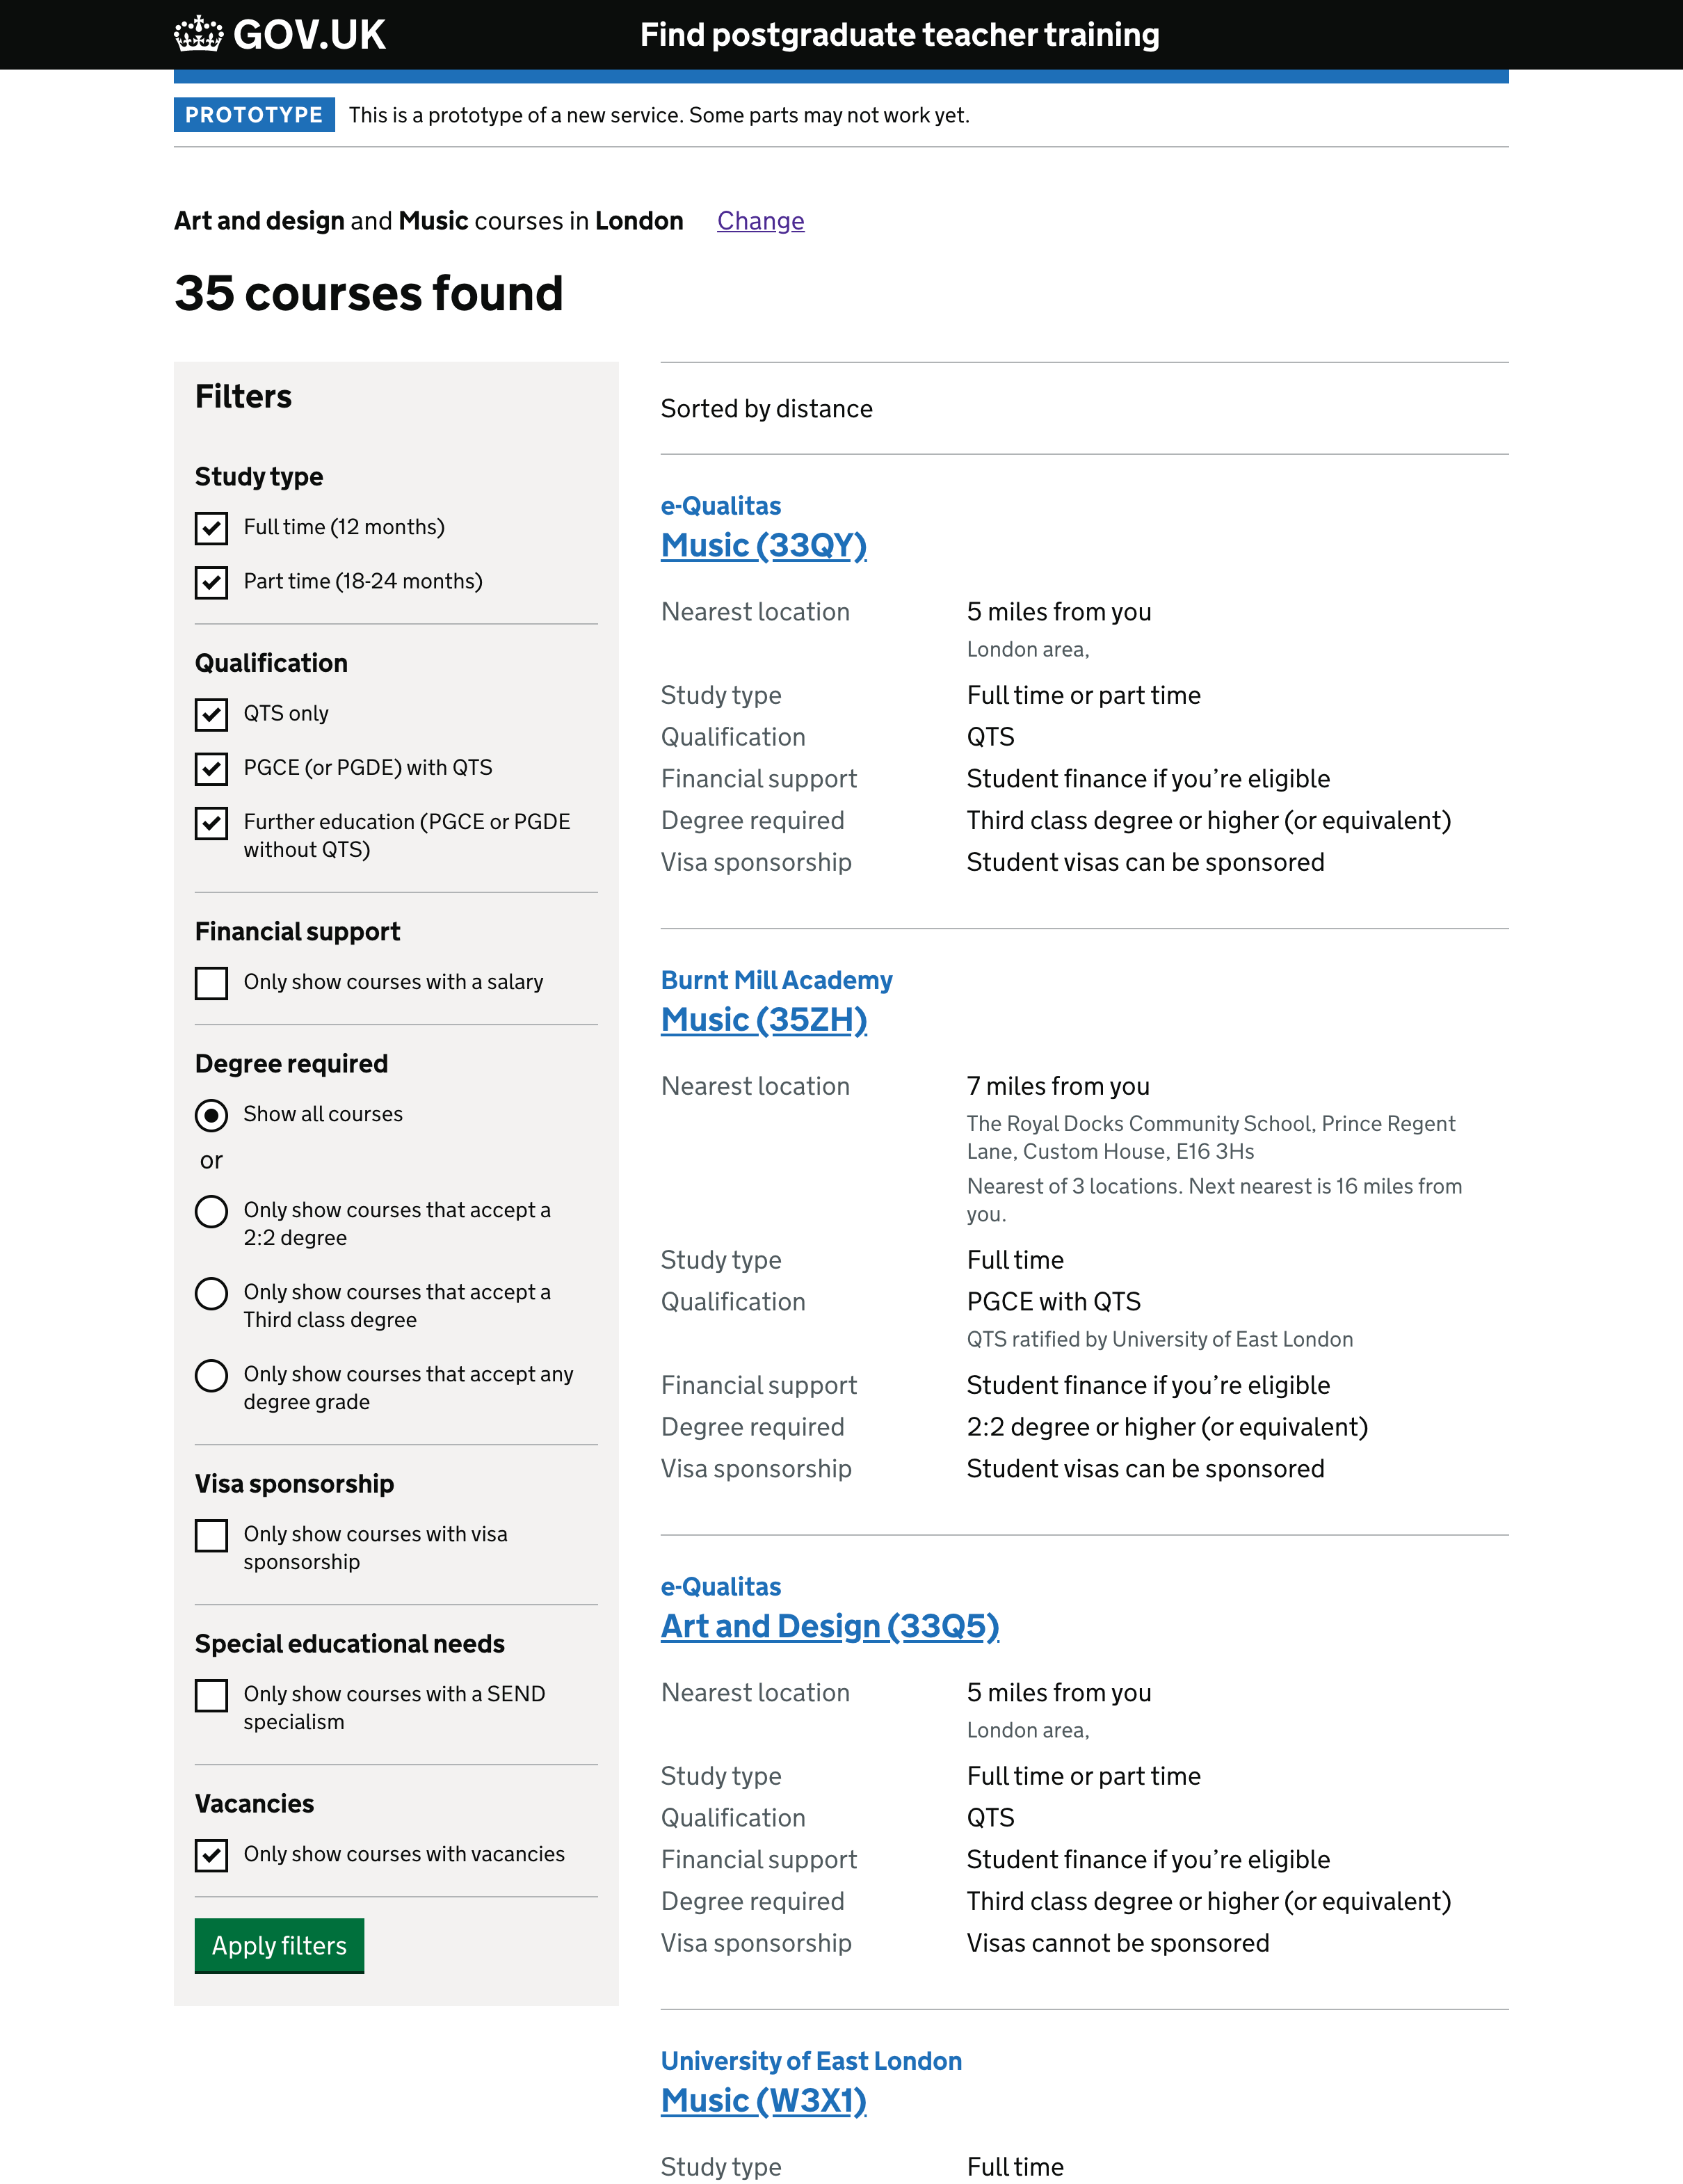 GOV.UK
Find postgraduate teacher training
PROTOTYPE
This is a prototype of a new service. Some parts may not work yet.
Art and design and Music courses in London
Change
35 courses found
Filters
Study type
Full time (12 months)
Part time (18-24 months)
Qualification
QTS only
PGCE (or PGDE) with QTS
Further education (PGCE or PGDE
without QTS)
Financial support
Only show courses with a salary
Degree required
Show all courses
or
Only show courses that accept a
2:2 degree
Only show courses that accept a
Third class degree
Only show courses that accept any
degree grade
Visa sponsorship
Only show courses with visa
sponsorship
Special educational needs
Only show courses with a SEND
specialism
Vacancies
Only show courses with vacancies
Apply filters
Sorted by distance
e-Qualitas
Music (33QY)
Nearest location
5 miles from you
London area,
Study type
Full time or part time
Qualification
QTS
Financial support
Student finance if you’re eligible
Degree required
Third class degree or higher (or equivalent)
Visa sponsorship
Student visas can be sponsored
Burnt Mill Academy
Music (35ZH)
Nearest location
7 miles from you
The Royal Docks Community School, Prince Regent
Lane, Custom House, E16 3Hs
Nearest of 3 locations. Next nearest is 16 miles from
you.
Study type
Full time
Qualification
PGCE with QTS
QTS ratified by University of East London
Financial support
Student finance if you’re eligible
Degree required
2:2 degree or higher (or equivalent)
Visa sponsorship
Student visas can be sponsored
e-Qualitas
Art and Design (33Q5)
Nearest location
5 miles from you
London area,
Study type
Full time or part time
Qualification
QTS
Financial support
Student finance if you’re eligible
Degree required
Third class degree or higher (or equivalent)
Visa sponsorship
Visas cannot be sponsored
University of East London
Music (W3X1)
Study type
Full time